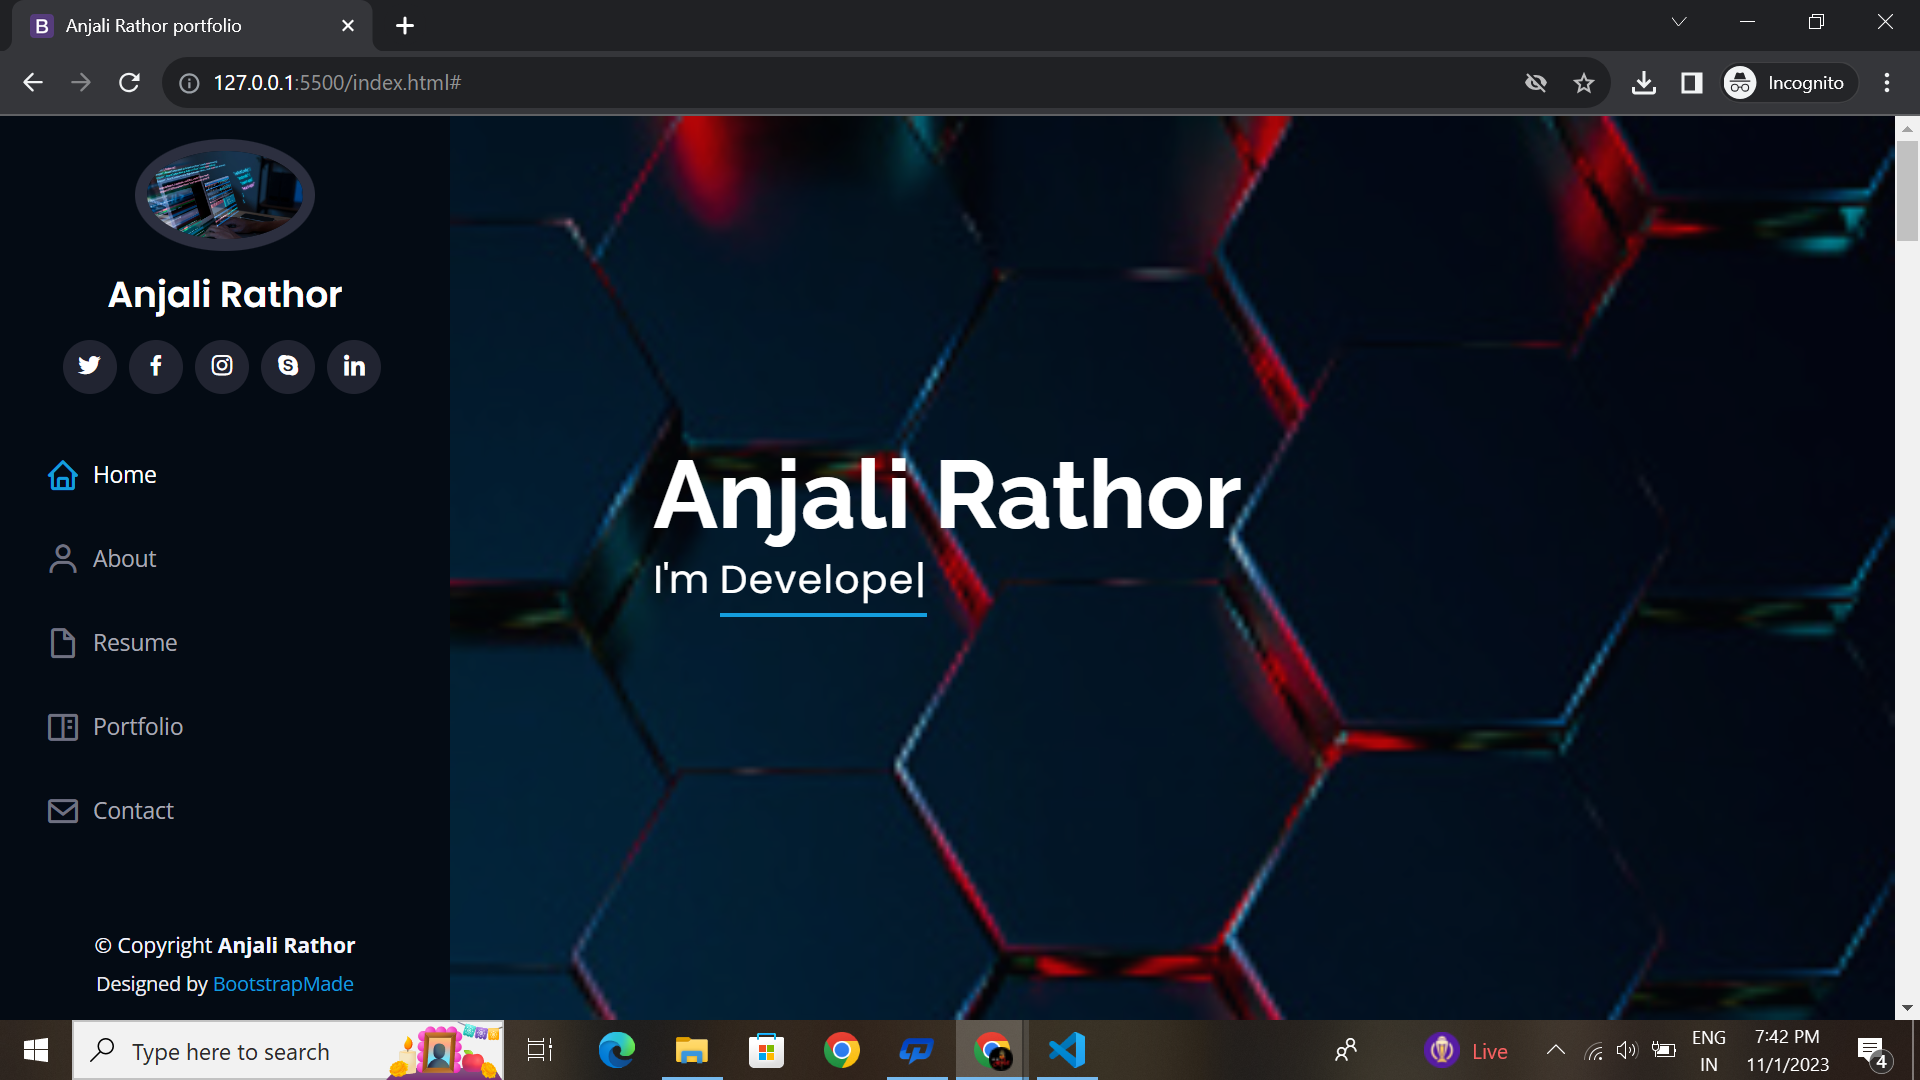 B Anjali Rathor portfolio
127.0.0.1:5500/index.html#
Incognito
Anjali Rathor
Home
About
Resume
Portfolio
Contact
© Copyright Anjali Rathor
Designed by BootstrapMade
Anjali Rathor
I'm Develope|
Type here to search
Live
ENG
IN
7:42 PM
11/1/2023
4